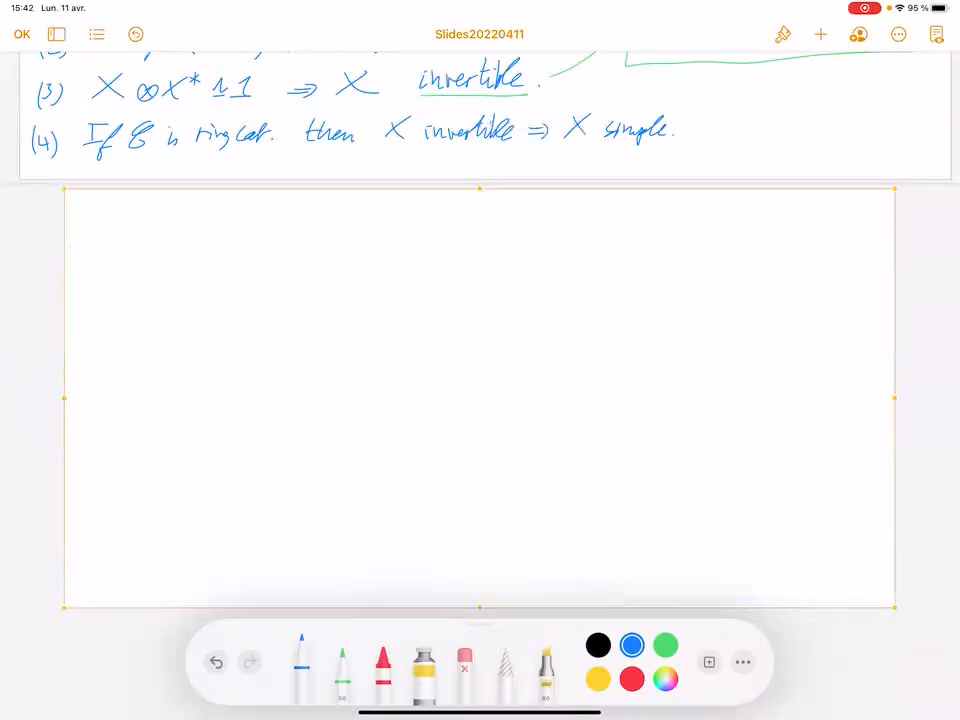 15:42 Lun. 11 avr. 95 %
OK Slides20220411
(3) X ⊗ X* ≃ 1 ⇒ X invertible.
(4) If C is ring cat. then X invertible ⇒ X simple.